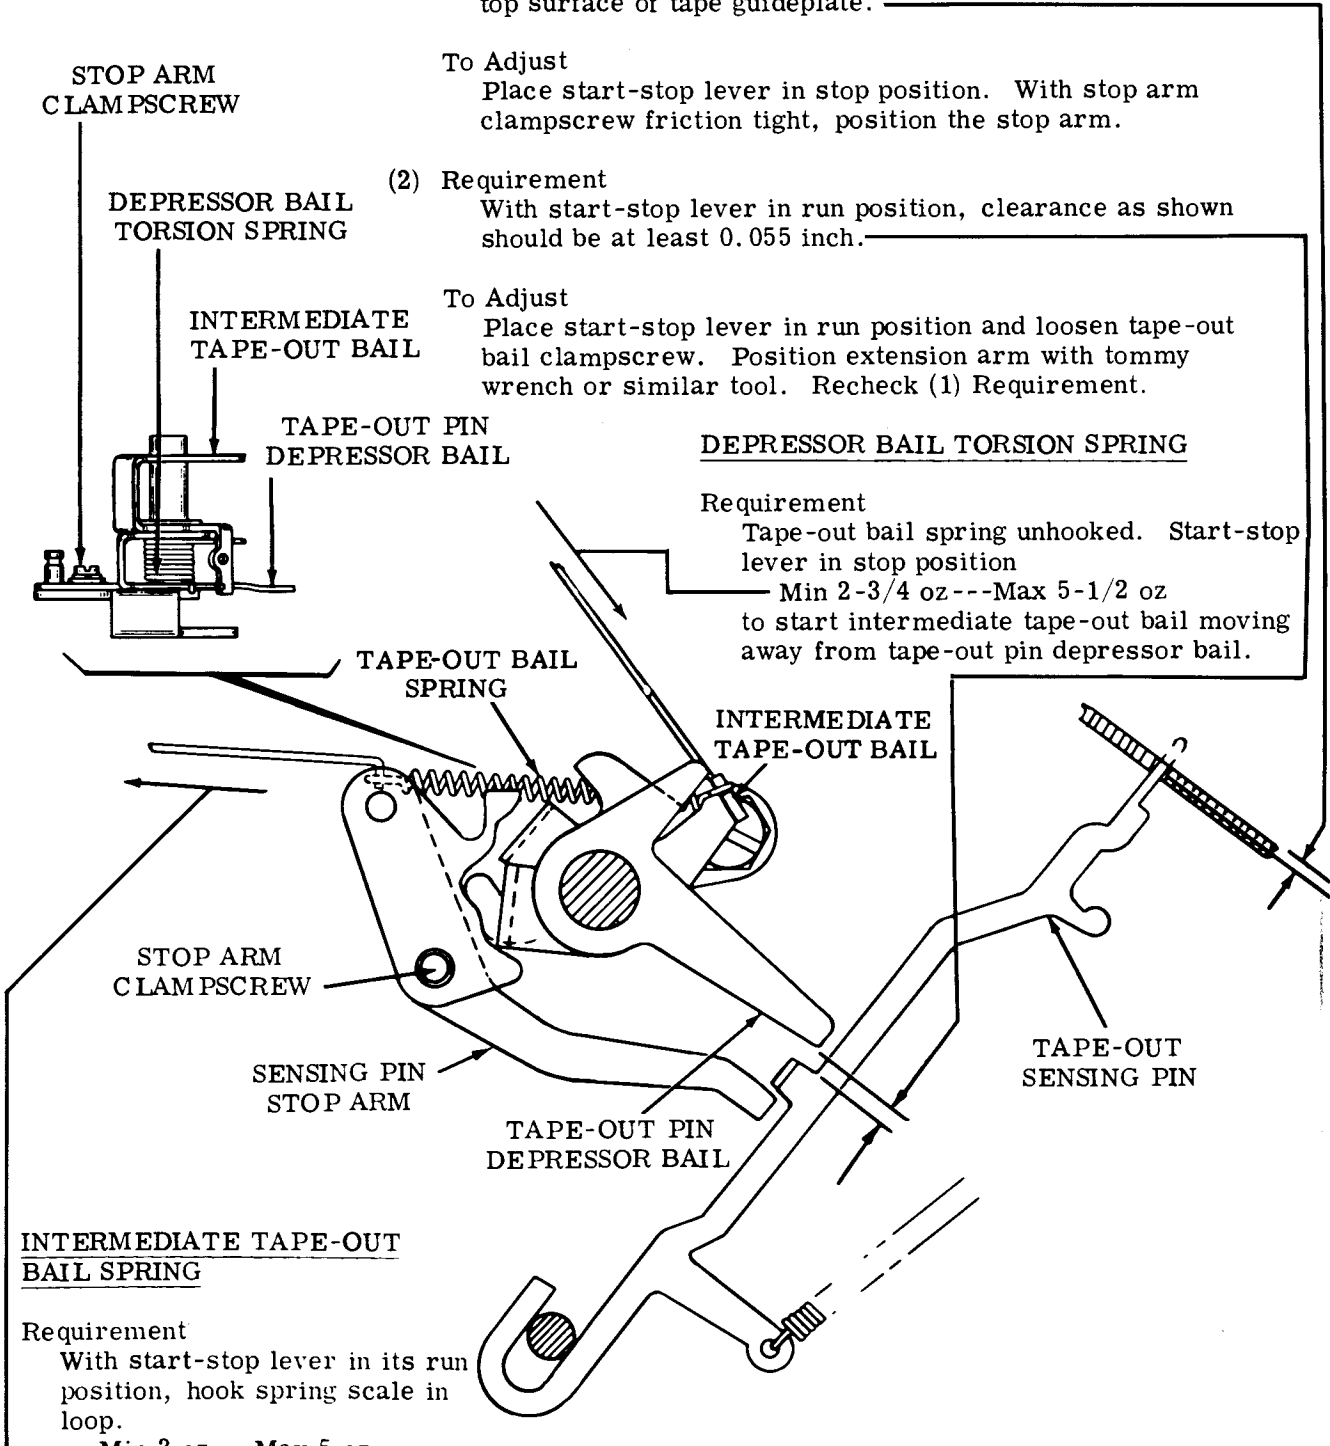 top surface of tape guideplate.
To Adjust
Place start-stop lever in stop position. With stop arm
clampscrew friction tight, position the stop arm.
(2) Requirement
With start-stop lever in run position, clearance as shown
should be at least 0.055 inch.
To Adjust
Place start-stop lever in run position and loosen tape-out
bail clampscrew. Position extension arm with tommy
wrench or similar tool. Recheck (1) Requirement.
STOP ARM
CLAMPSCREW
DEPRESSOR BAIL
TORSION SPRING
INTERMEDIATE
TAPE-OUT BAIL
TAPE-OUT PIN
DEPRESSOR BAIL
DEPRESSOR BAIL TORSION SPRING
Requirement
Tape-out bail spring unhooked. Start-stop
lever in stop position
Min 2-3/4 oz---Max 5-1/2 oz
to start intermediate tape-out bail moving
away from tape-out pin depressor bail.
TAPE-OUT BAIL
SPRING
INTERMEDIATE
TAPE-OUT BAIL
STOP ARM
CLAMPSCREW
SENSING PIN
STOP ARM
TAPE-OUT PIN
DEPRESSOR BAIL
TAPE-OUT
SENSING PIN
INTERMEDIATE TAPE-OUT
BAIL SPRING
Requirement
With start-stop lever in its run
position, hook spring scale in
loop.
Min 3 oz---Max 5 oz